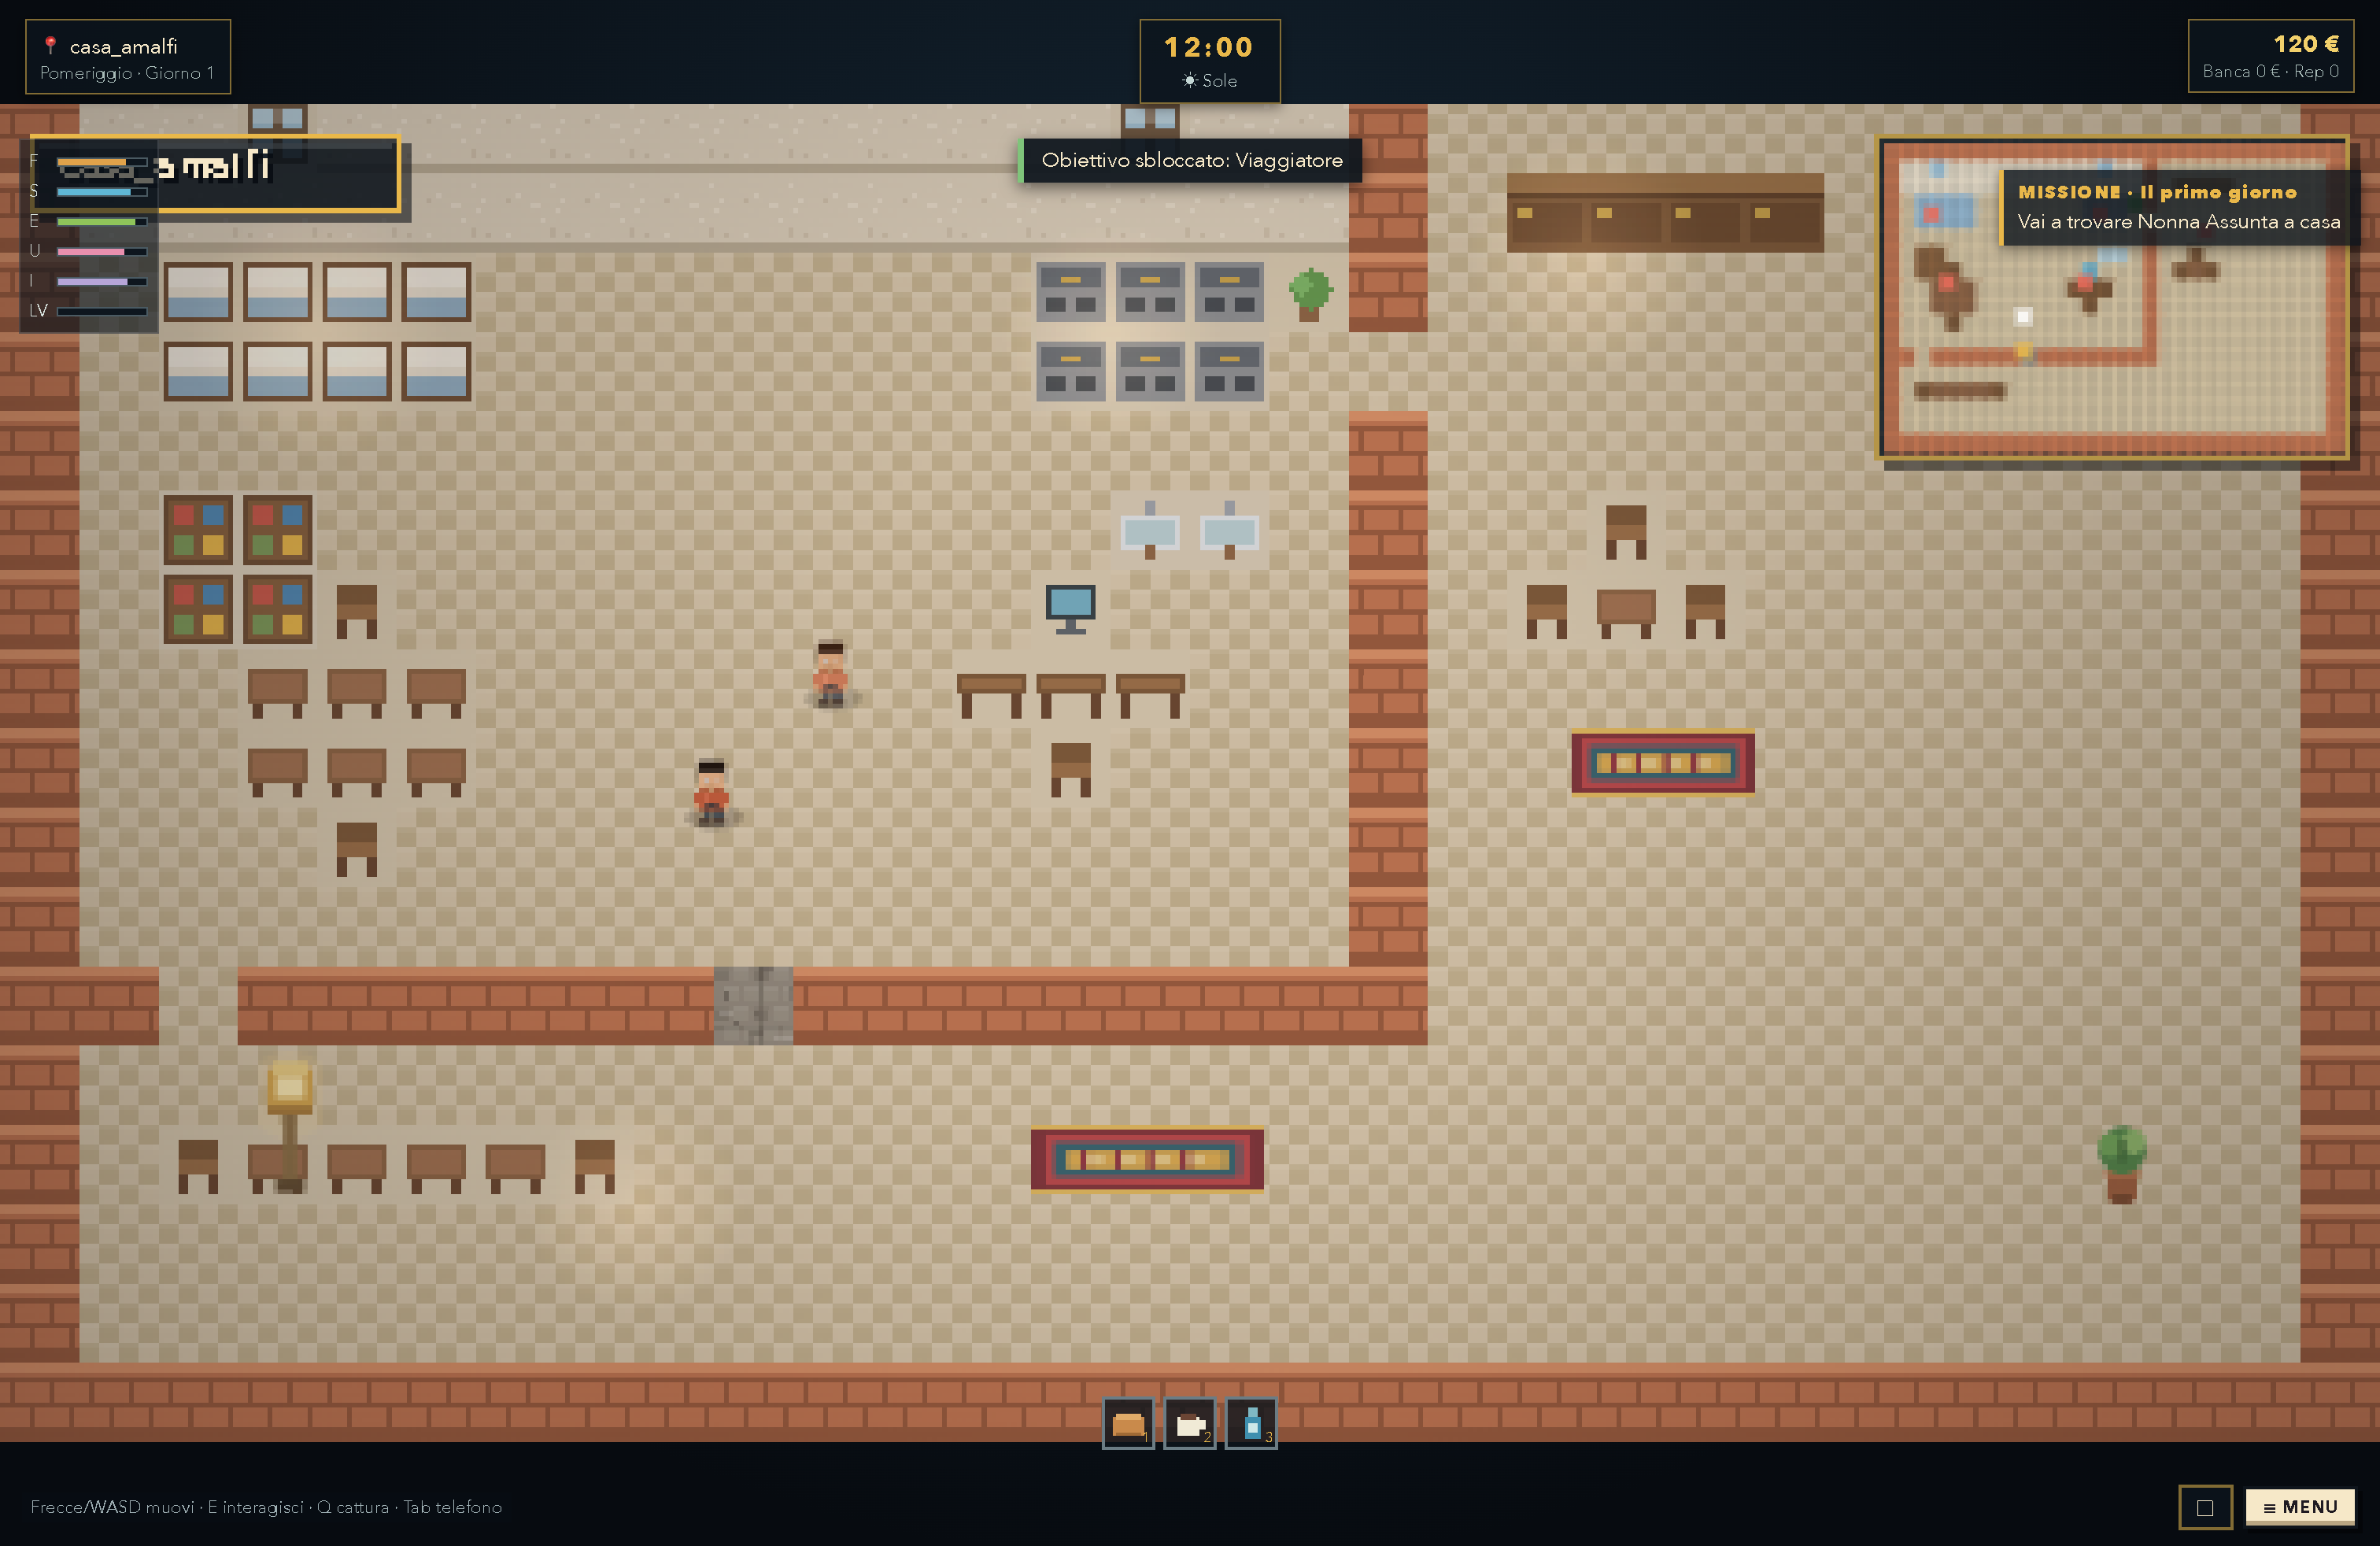 📍 casa_amalfi
Pomeriggio · Giorno 1
12:00
☀ Sole
120 €
Banca 0 € · Rep 0
F
S
E
U
I
LV
Obiettivo sbloccato: Viaggiatore
MISSIONE · Il primo giorno
Vai a trovare Nonna Assunta a casa
1
2
3
Frecce/WASD muovi · E interagisci · Q cattura · Tab telefono
≡ MENU